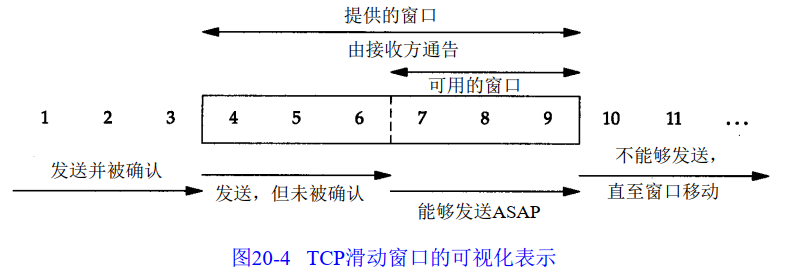 提供的窗口
由接收方通告
可用的窗口
1 2 3 4 5 6 7 8 9 10 11 ...
发送并被确认
发送，但未被确认
能够发送ASAP
不能够发送，
直至窗口移动
图20-4 TCP滑动窗口的可视化表示